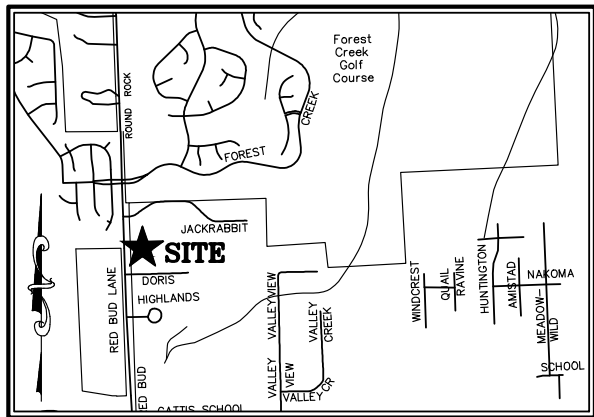 Forest
Creek
Golf
Course
ROUND ROCK
CREEK
FOREST
JACKRABBIT
SITE
DORIS
HIGHLANDS
RED BUD LANE
VALLEYVIEW
VALLEY
CREEK
WINDCREST
QUAIL
RAVINE
HUNTINGTON
AMISTAD
NAKOMA
MEADOW-
WILD
SCHOOL
VALLEY
VIEW
VALLEY CR
ED BUD
GATTIS SCHOOL